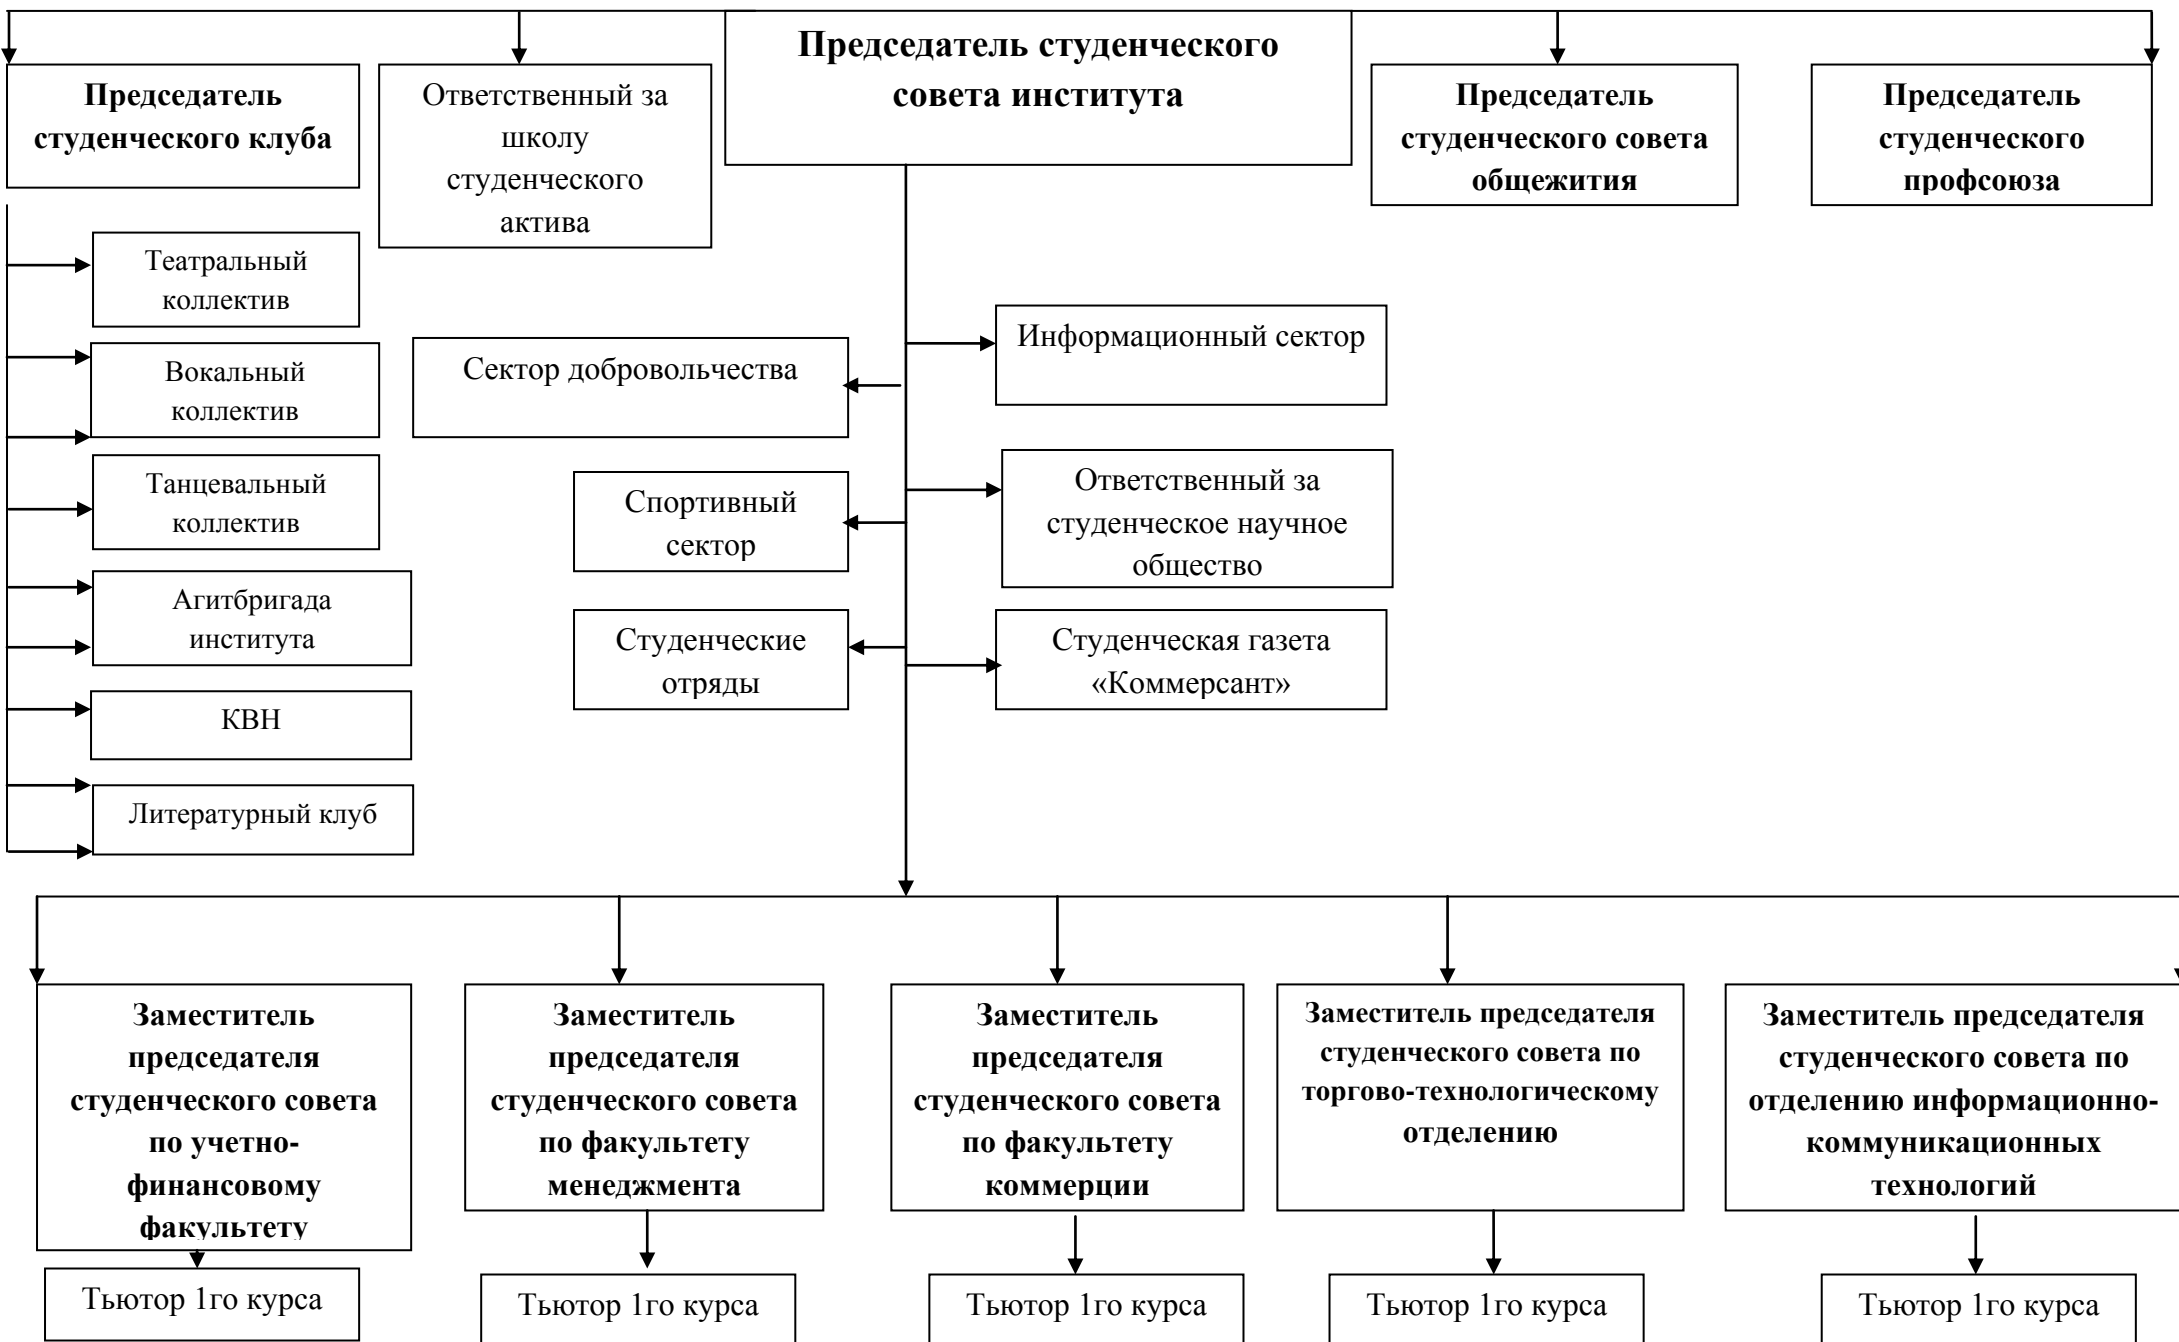 Председатель студенческого
совета института
Председатель
студенческого клуба
Ответственный за
школу
студенческого
актива
Председатель
студенческого совета
общежития
Председатель
студенческого
профсоюза
Театральный
коллектив
Вокальный
коллектив
Танцевальный
коллектив
Агитбригада
института
КВН
Литературный клуб
Сектор добровольчества
Информационный сектор
Спортивный
сектор
Ответственный за
студенческое научное
общество
Студенческие
отряды
Студенческая газета
«Коммерсант»
Заместитель
председателя
студенческого совета
по учетно-
финансовому
факультету
Заместитель
председателя
студенческого совета
по факультету
менеджмента
Заместитель
председателя
студенческого совета
по факультету
коммерции
Заместитель председателя
студенческого совета по
торгово-технологическому
отделению
Заместитель председателя
студенческого совета по
отделению информационно-
коммуникационных
технологий
Тьютор 1го курса
Тьютор 1го курса
Тьютор 1го курса
Тьютор 1го курса
Тьютор 1го курса